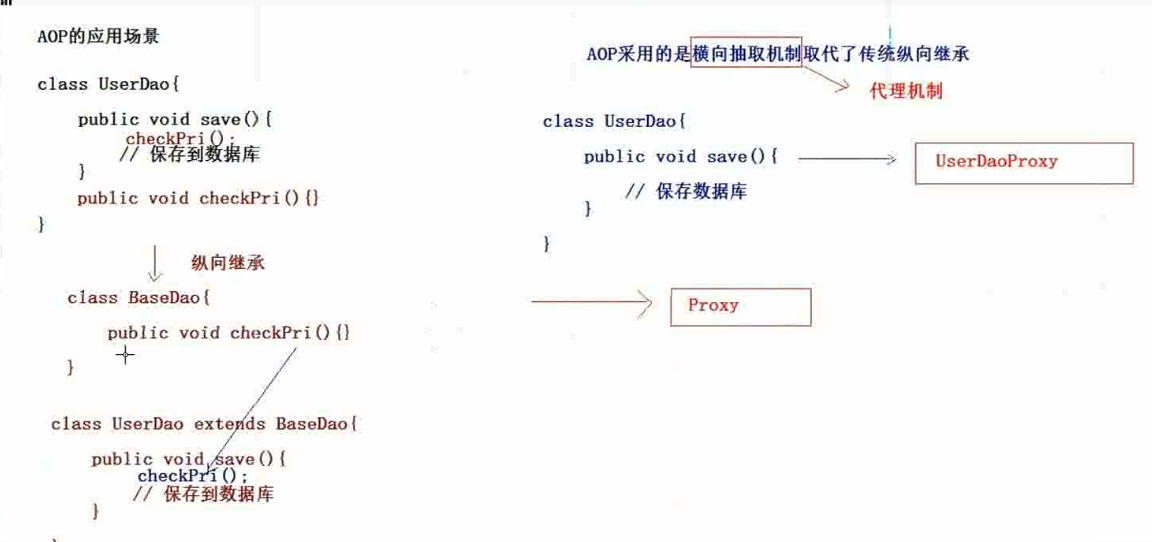 AOP的应用场景
class UserDao{
public void save(){
checkPri();
// 保存到数据库
}
public void checkPri(){}
}
纵向继承
class BaseDao{
public void checkPri(){}
}
class UserDao extends BaseDao{
public void save(){
checkPri();
// 保存到数据库
}
AOP采用的是横向抽取机制取代了传统纵向继承
代理机制
class UserDao{
public void save(){
UserDaoProxy
// 保存数据库
}
}
Proxy